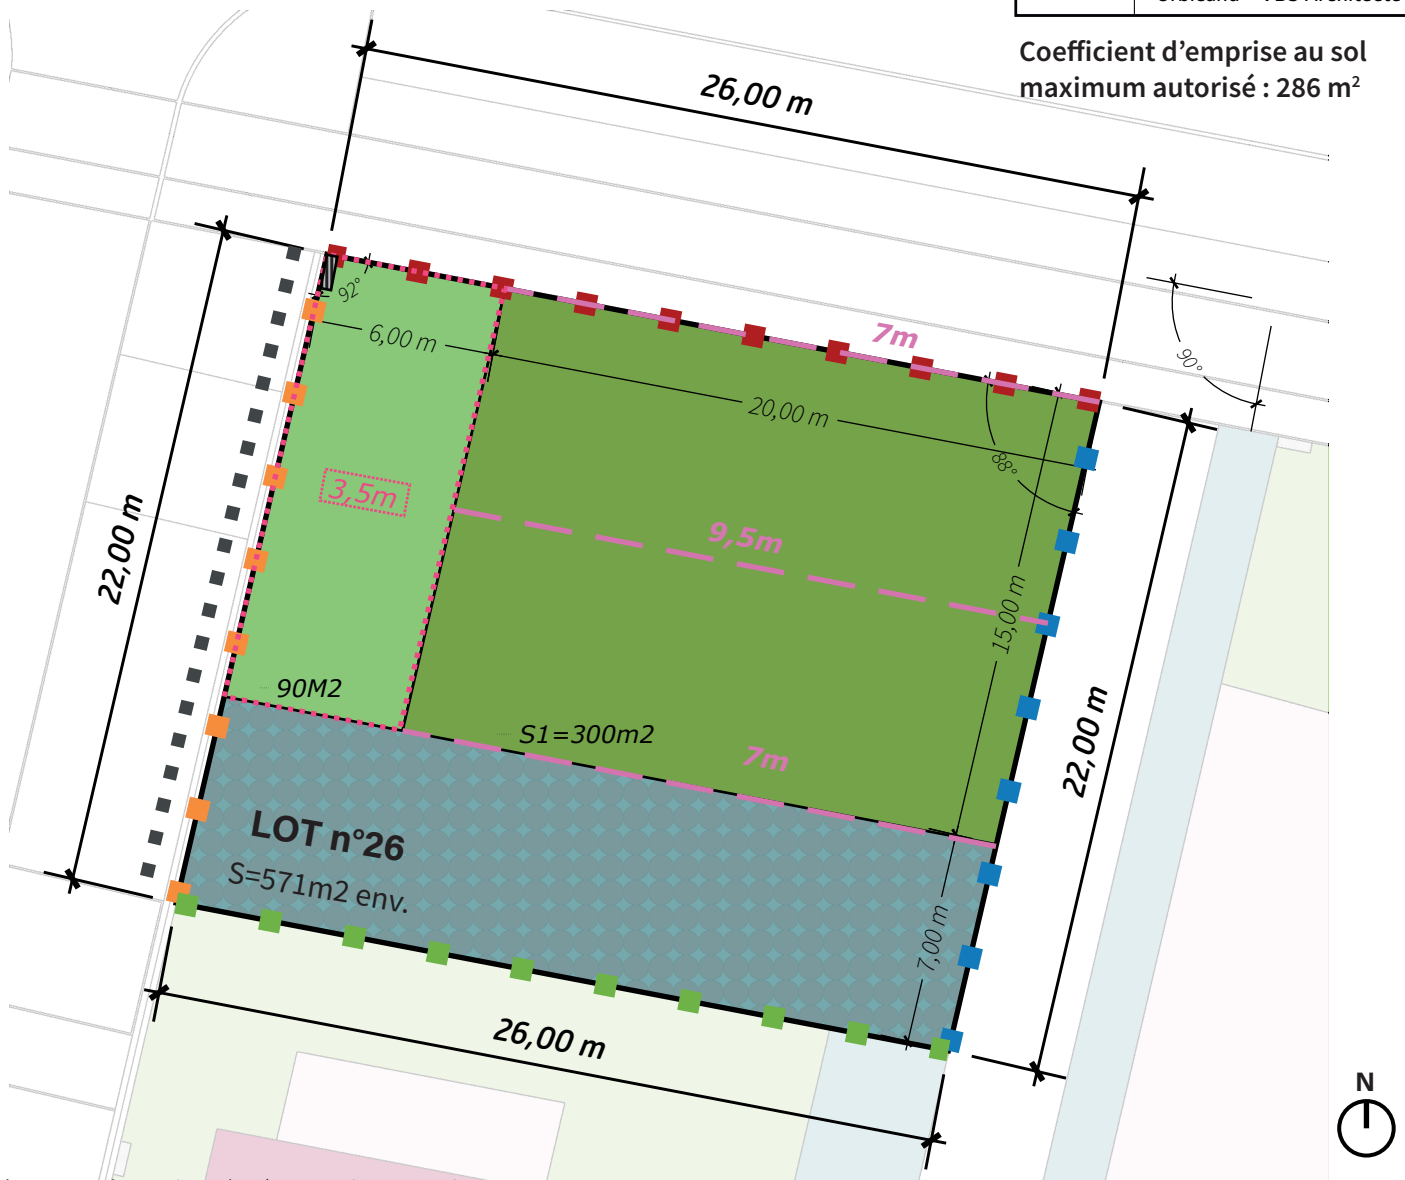 Coefficient d’emprise au sol
maximum autorisé : 286 m²
26,00 m
92°
6,00 m
7m
90°
20,00 m
88°
3,5m
9,5m
22,00 m
15,00 m
90M2
S1=300m2
7m
22,00 m
LOT n°26
S=571m2 env.
7,00 m
26,00 m
N